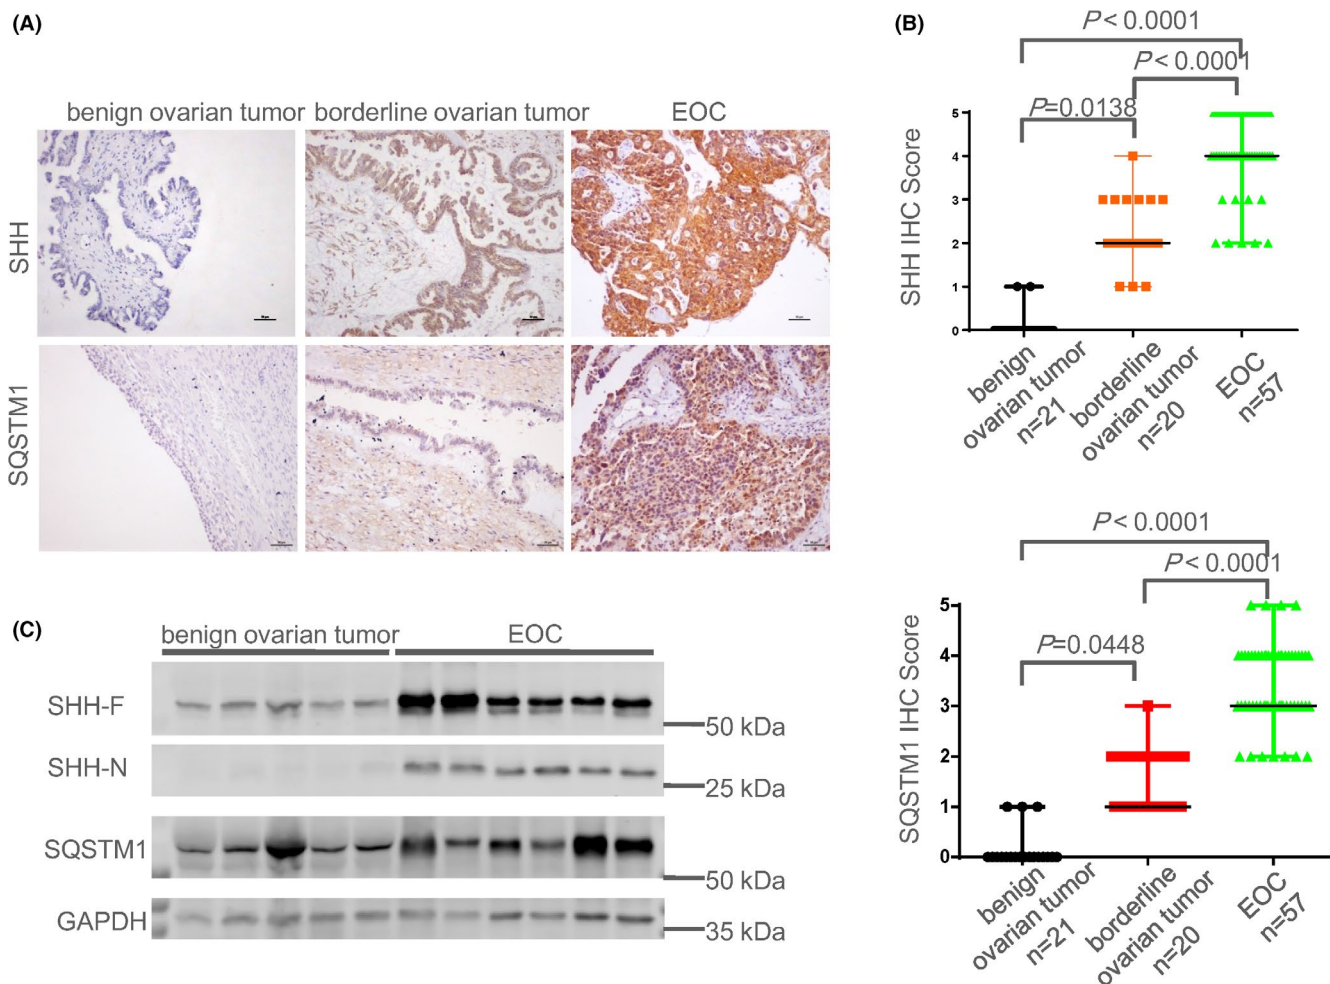 (A)
benign ovarian tumor borderline ovarian tumor EOC
SHH
SQSTM1
(B)
P < 0.0001
P < 0.0001
P=0.0138
SHH IHC Score
5
4
3
2
1
0
benign
ovarian tumor
n=21
borderline
ovarian tumor
n=20
EOC
n=57
P < 0.0001
P < 0.0001
P=0.0448
SQSTM1 IHC Score
5
4
3
2
1
0
benign
ovarian tumor
n=21
borderline
ovarian tumor
n=20
EOC
n=57
(C)
benign ovarian tumor EOC
SHH-F
50 kDa
SHH-N
25 kDa
SQSTM1
50 kDa
GAPDH
35 kDa